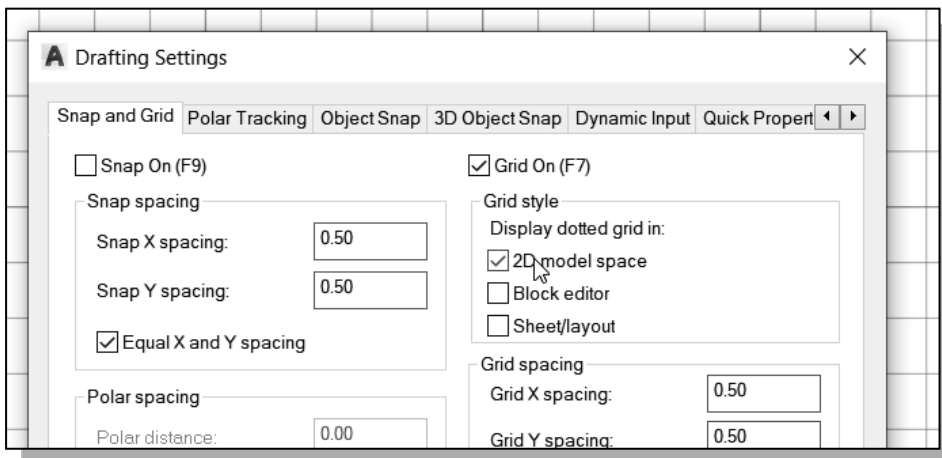 Drafting Settings
Snap and Grid Polar Tracking Object Snap 3D Object Snap Dynamic Input Quick Propert
Snap On (F9)
Snap spacing
Snap X spacing: 0.50
Snap Y spacing: 0.50
Equal X and Y spacing
Polar spacing
Polar distance: 0.00
Grid On (F7)
Grid style
Display dotted grid in:
2D model space
Block editor
Sheet/layout
Grid spacing
Grid X spacing: 0.50
Grid Y spacing: 0.50